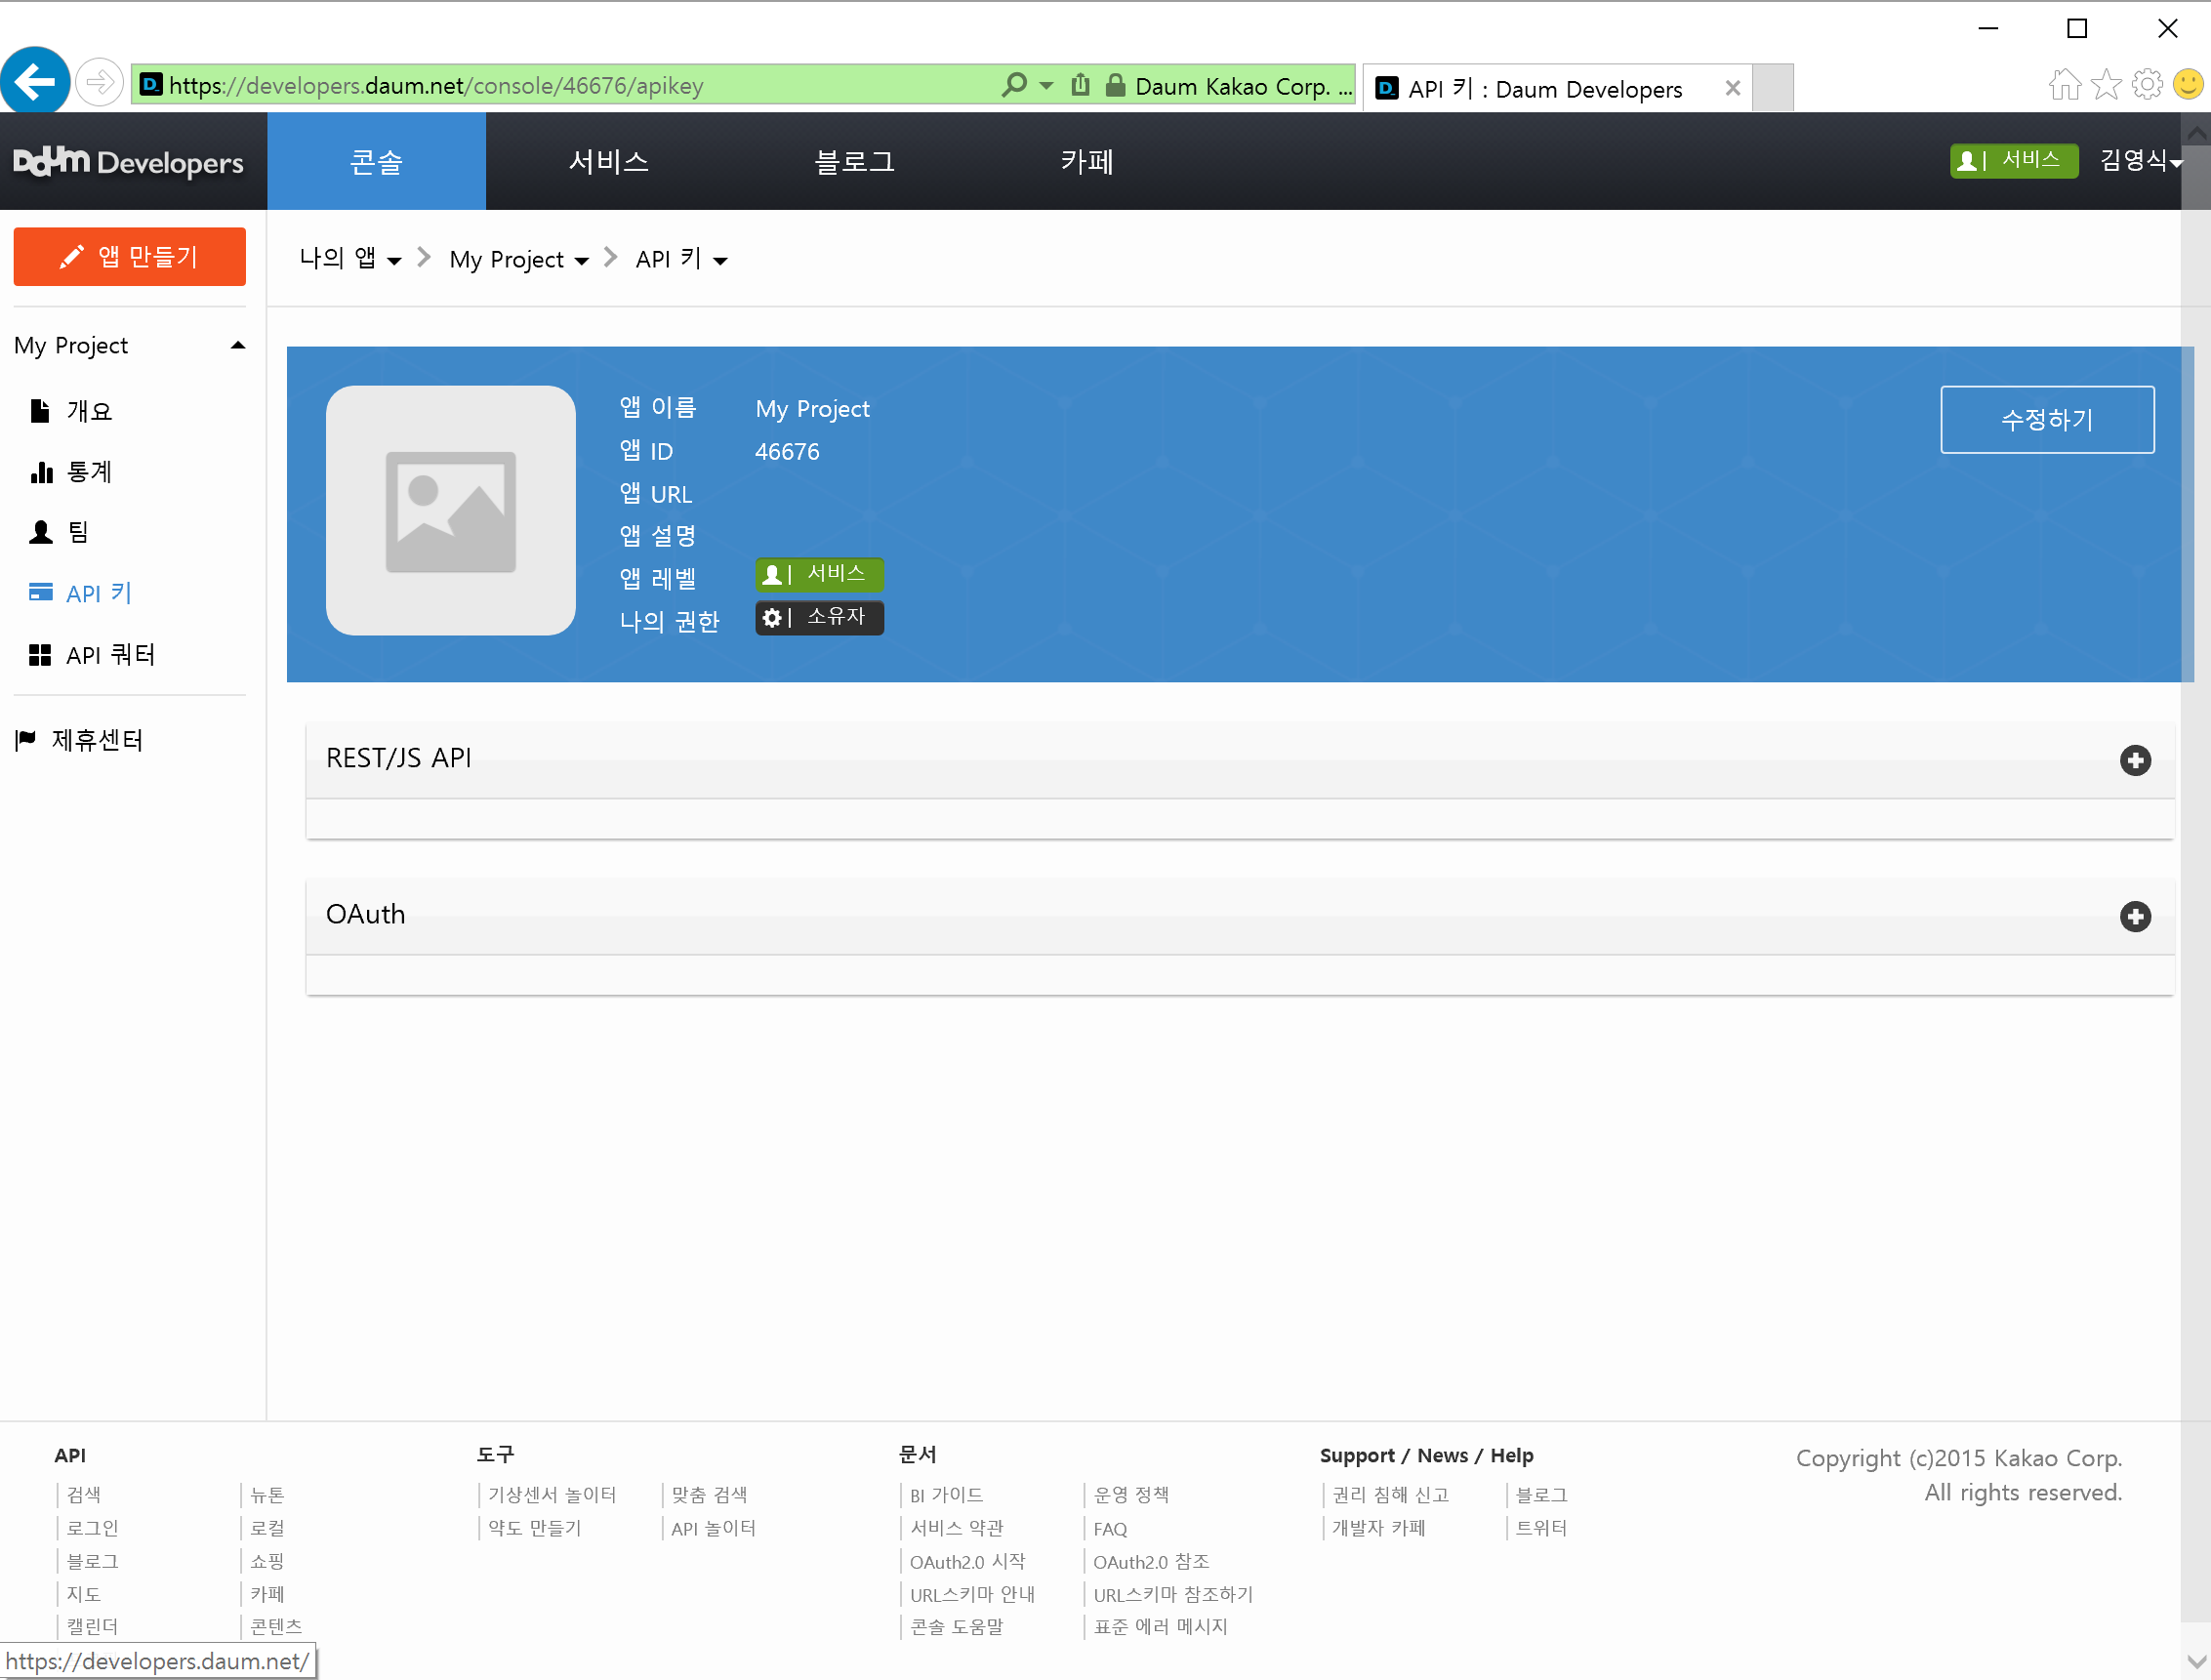 https://developers.daum.net/console/46676/apikey
Daum Kakao Corp. ...
API 키 : Daum Developers
Daum Developers
콘솔
서비스
블로그
카페
서비스
김영식
앱 만들기
나의 앱
My Project
API 키
My Project
개요
통계
팀
API 키
API 쿼터
제휴센터
앱 이름 My Project
앱 ID 46676
앱 URL
앱 설명
앱 레벨 서비스
나의 권한 소유자
수정하기
REST/JS API
OAuth
API
검색 뉴톤
로그인 로컬
블로그 쇼핑
지도 카페
캘린더 콘텐츠
도구
기상센서 놀이터 맞춤 검색
약도 만들기 API 놀이터
문서
BI 가이드 운영 정책
서비스 약관 FAQ
OAuth2.0 시작 OAuth2.0 참조
URL스키마 안내 URL스키마 참조하기
콘솔 도움말 표준 에러 메시지
Support / News / Help
권리 침해 신고 블로그
개발자 카페 트위터
Copyright (c)2015 Kakao Corp.
All rights reserved.
https://developers.daum.net/